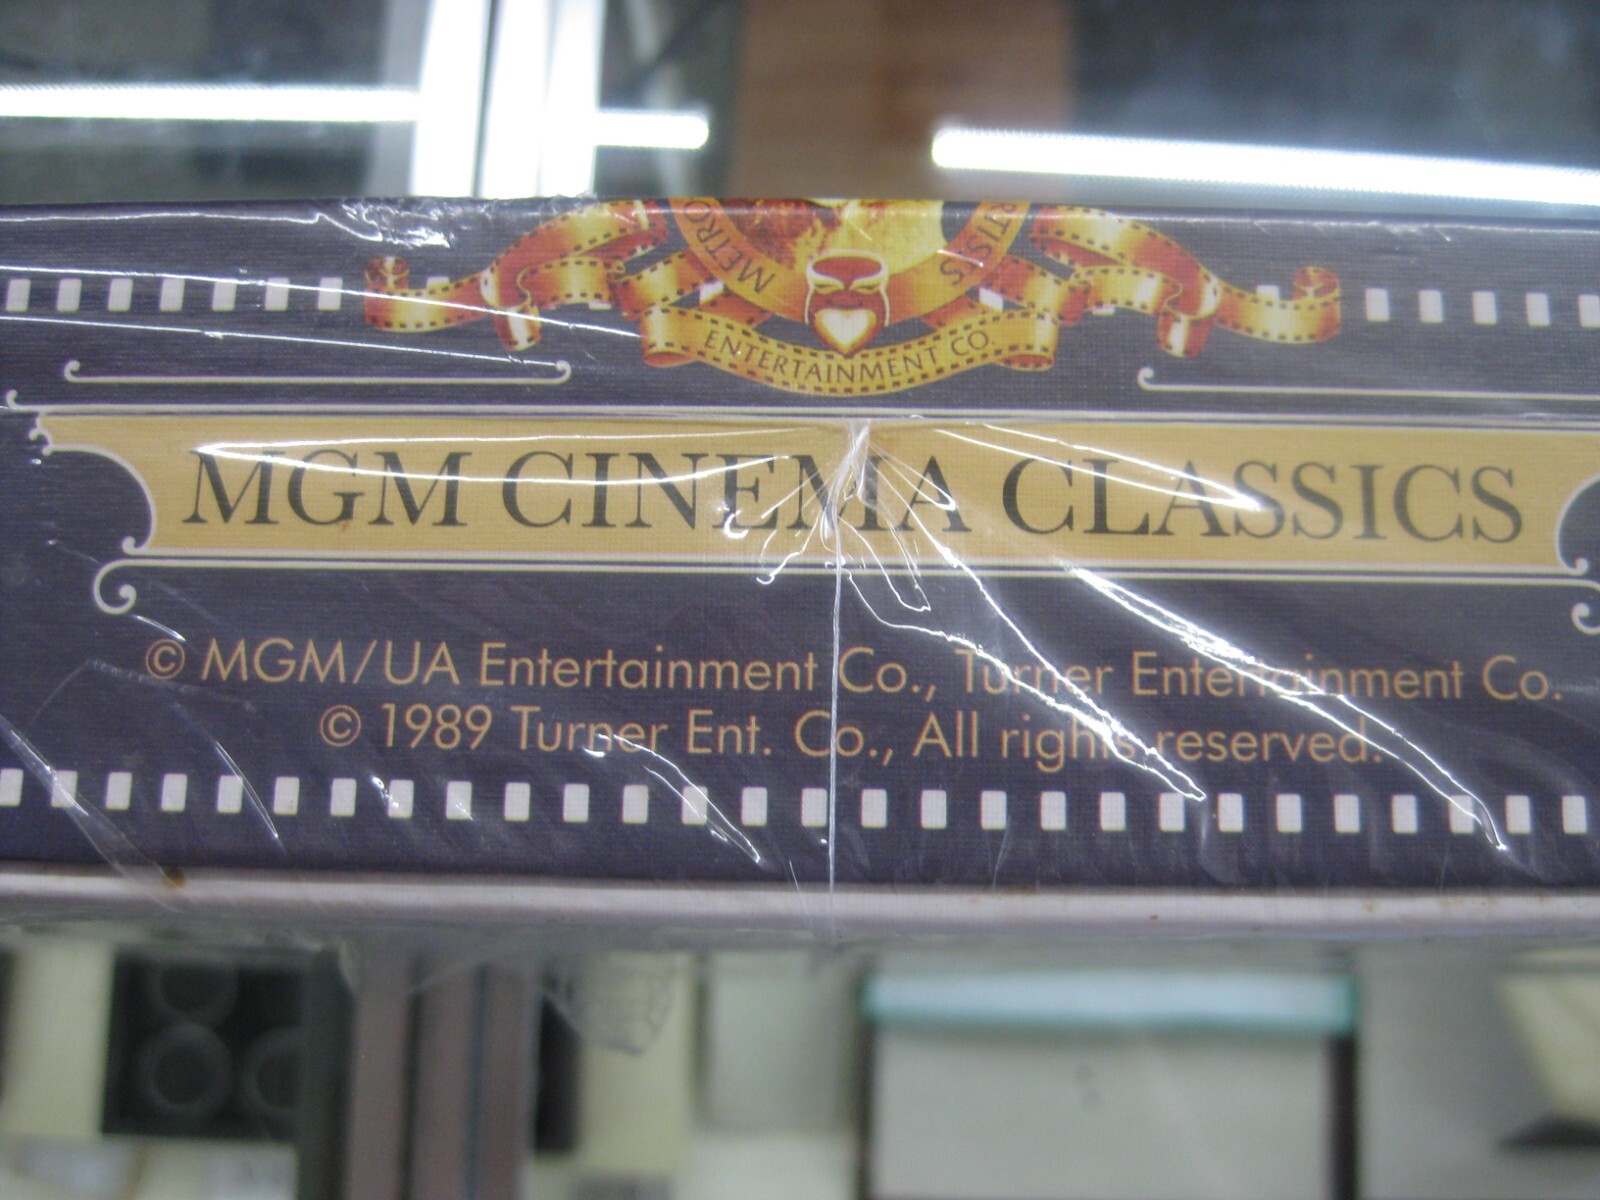 METRO
RTISTS
ENTERTAINMENT CO.
MGM CINEMA CLASSICS
© MGM/UA Entertainment Co., Turner Entertainment Co.
© 1989 Turner Ent. Co., All rights reserved.